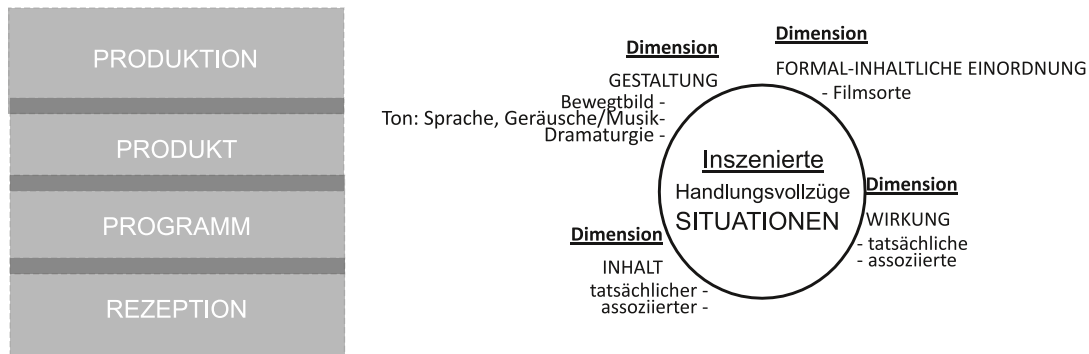 PRODUKTION
PRODUKT
PROGRAMM
REZEPTION
Dimension
GESTALTUNG
Bewegtbild -
Ton: Sprache, Geräusche/Musik-
Dramaturgie -
Dimension
FORMAL-INHALTLICHE EINORDNUNG
- Filmsorte
Inszenierte
Handlungsvollzüge
SITUATIONEN
Dimension
WIRKUNG
- tatsächliche
- assoziierte
Dimension
INHALT
tatsächlicher -
assoziierter -